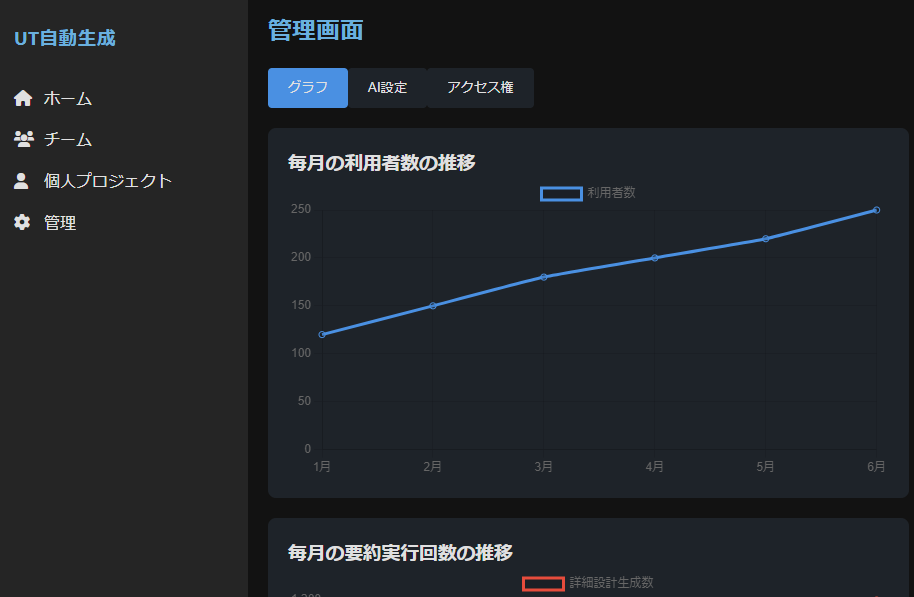 UT自動生成
ホーム
チーム
個人プロジェクト
管理
管理画面
グラフ
AI設定
アクセス権
毎月の利用者数の推移
利用者数
250
200
150
100
50
0
1月
2月
3月
4月
5月
6月
毎月の要約実行回数の推移
詳細設計生成数
1,200